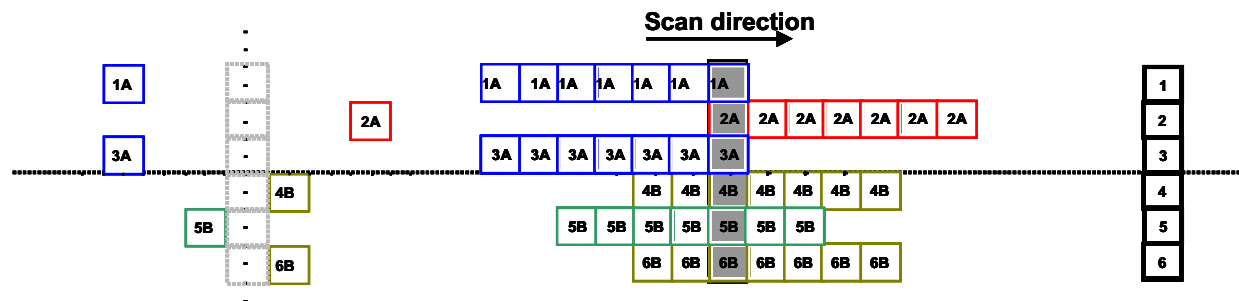 Scan direction
1A 1A 1A 1A 1A 1A 1A 1A 1
2A 2A 2A 2A 2A 2A 2A 2A 2
3A 3A 3A 3A 3A 3A 3A 3A 3
4B 4B 4B 4B 4B 4B 4B 4B 4
5B 5B 5B 5B 5B 5B 5B 5B 5
6B 6B 6B 6B 6B 6B 6B 6B 6